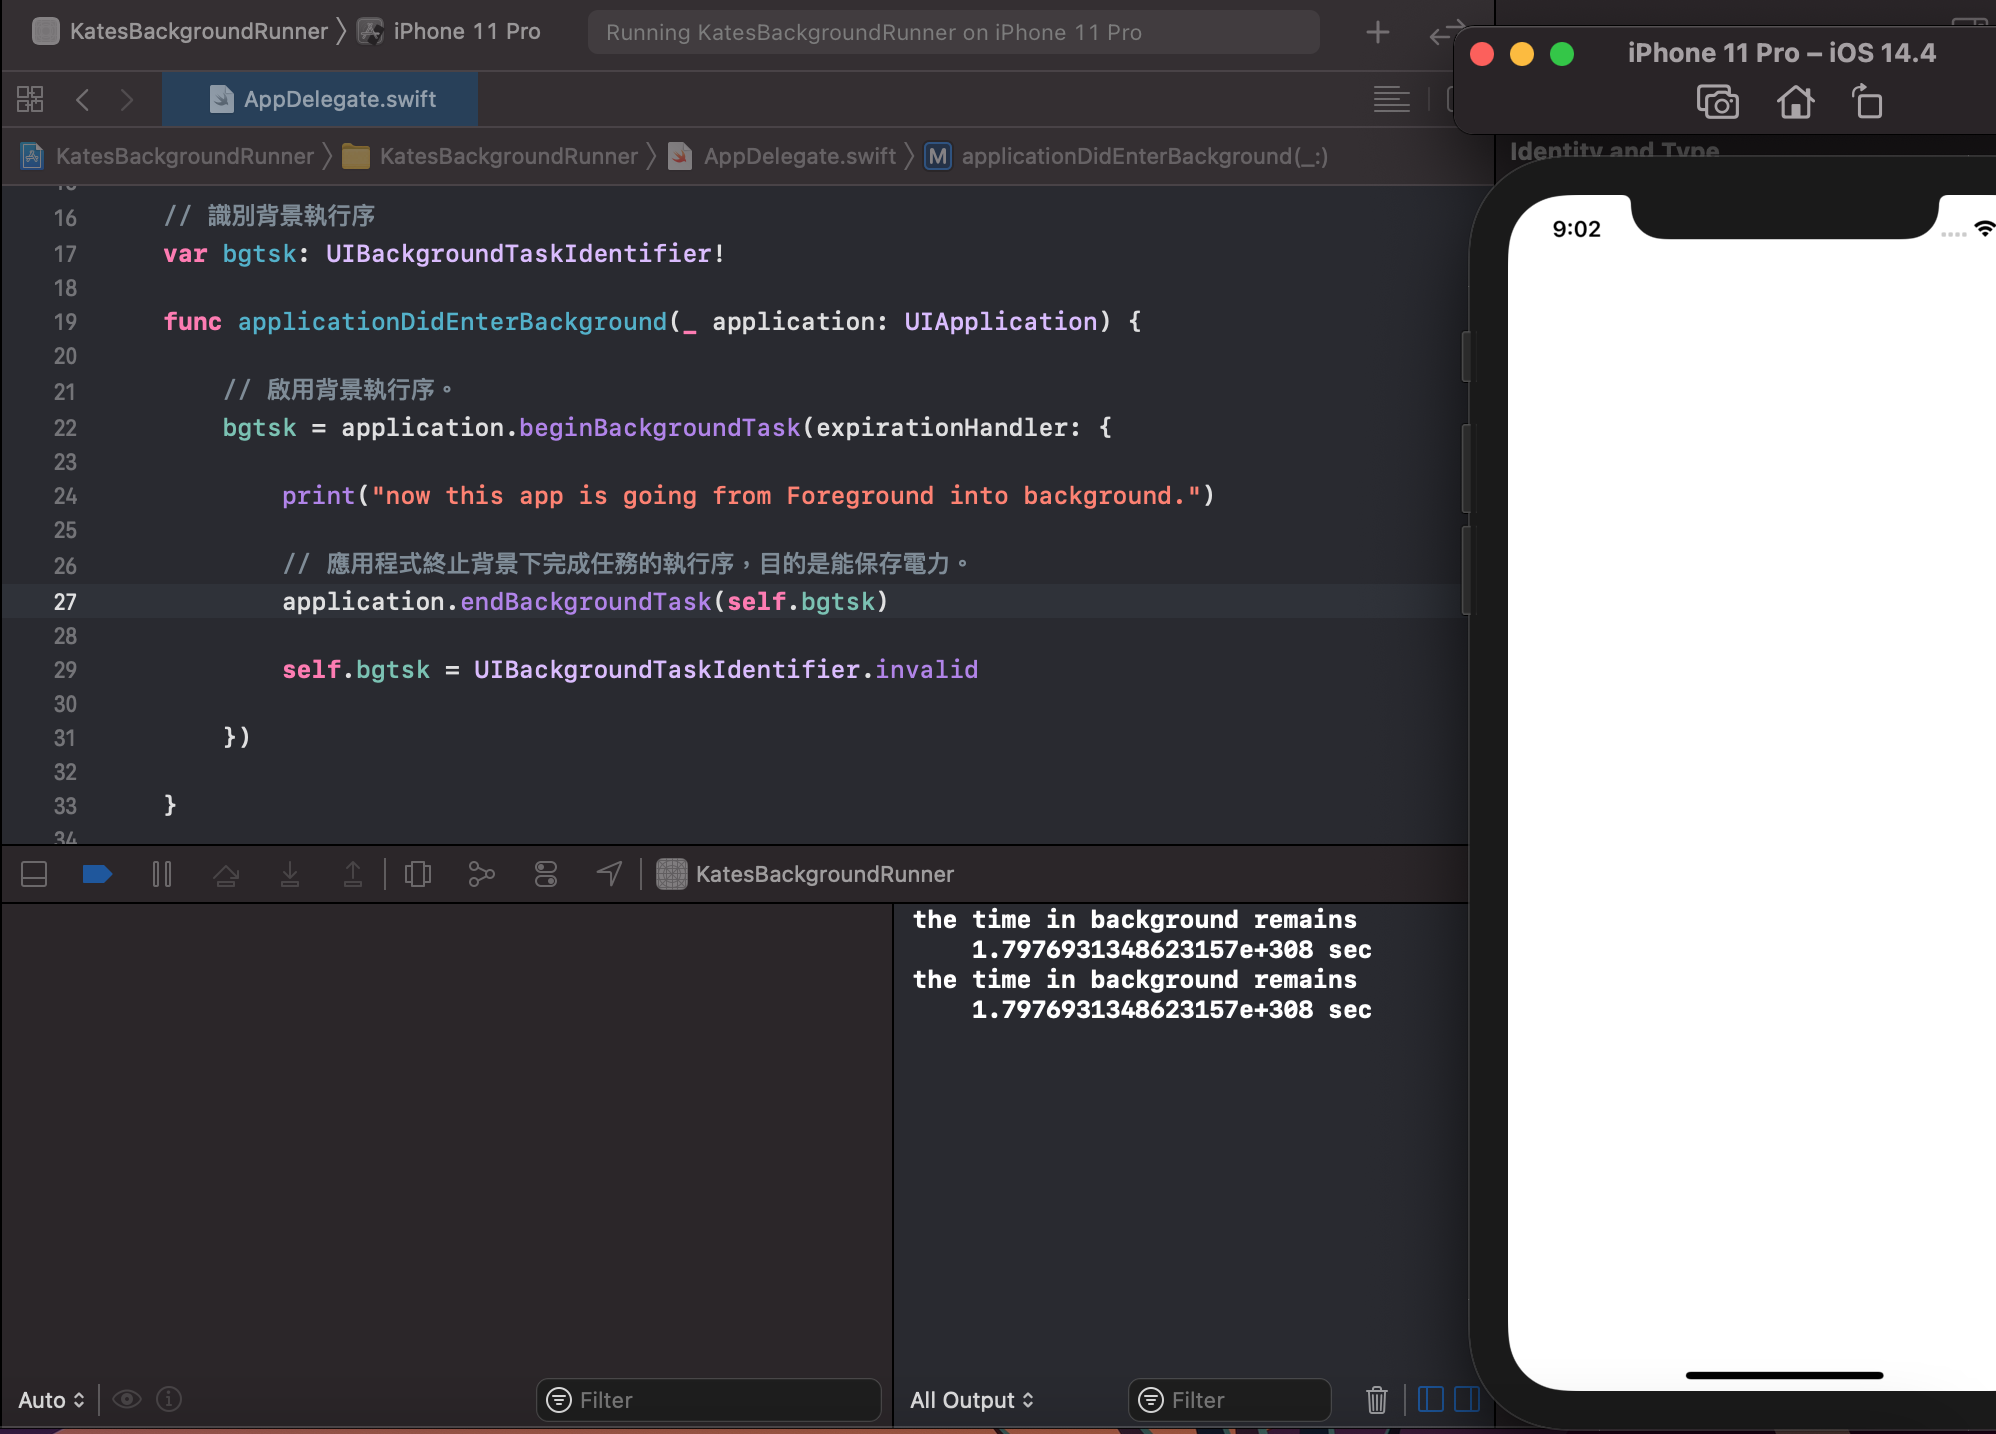 KatesBackgroundRunner 〉 iPhone 11 Pro
Running KatesBackgroundRunner on iPhone 11 Pro
iPhone 11 Pro – iOS 14.4
AppDelegate.swift
KatesBackgroundRunner 〉 KatesBackgroundRunner 〉 AppDelegate.swift 〉 M applicationDidEnterBackground(_:)
Identity and Type
9:02
16 // 識別背景執行序
17 var bgtsk: UIBackgroundTaskIdentifier!
18
19 func applicationDidEnterBackground(_ application: UIApplication) {
20
21 // 啟用背景執行序。
22 bgtsk = application.beginBackgroundTask(expirationHandler: {
23
24 print("now this app is going from Foreground into background.")
25
26 // 應用程式終止背景下完成任務的執行序，目的是能保存電力。
27 application.endBackgroundTask(self.bgtsk)
28
29 self.bgtsk = UIBackgroundTaskIdentifier.invalid
30
31 })
32
33 }
34
KatesBackgroundRunner
the time in background remains
1.7976931348623157e+308 sec
the time in background remains
1.7976931348623157e+308 sec
Auto
Filter
All Output
Filter